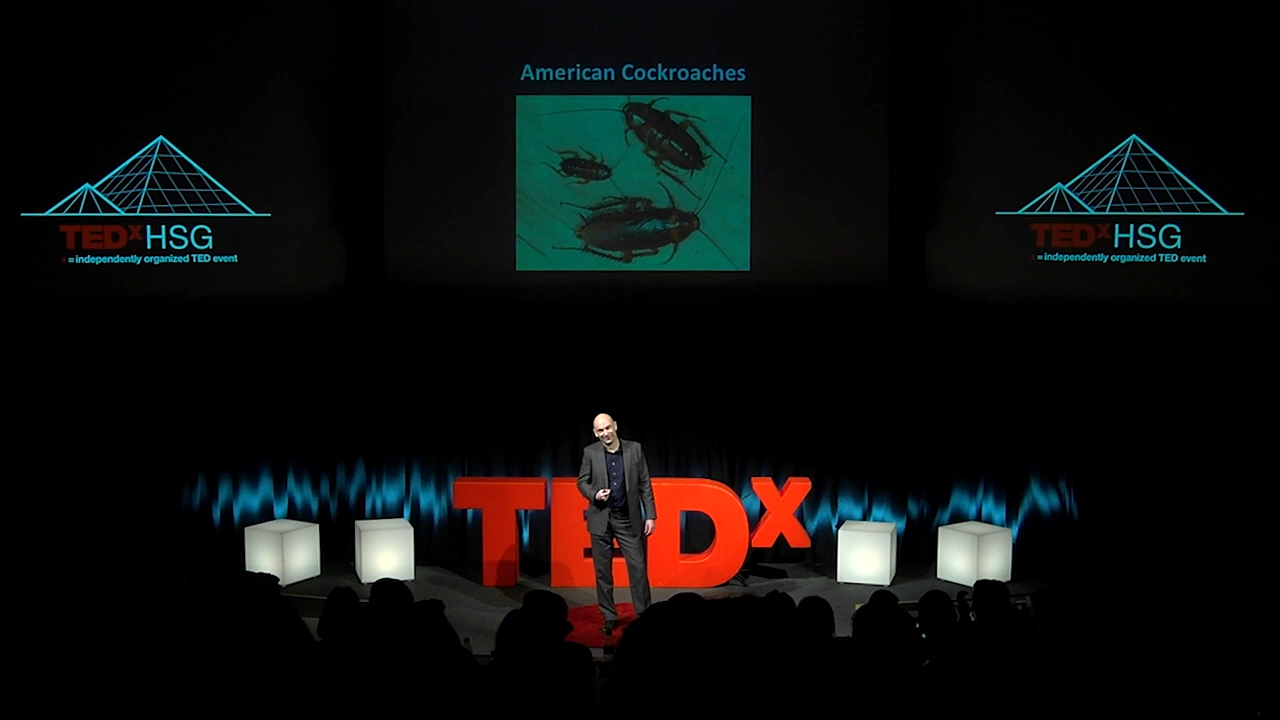 American Cockroaches
TEDxHSG
x = independently organized TED event
TEDxHSG
x = independently organized TED event
TEDx